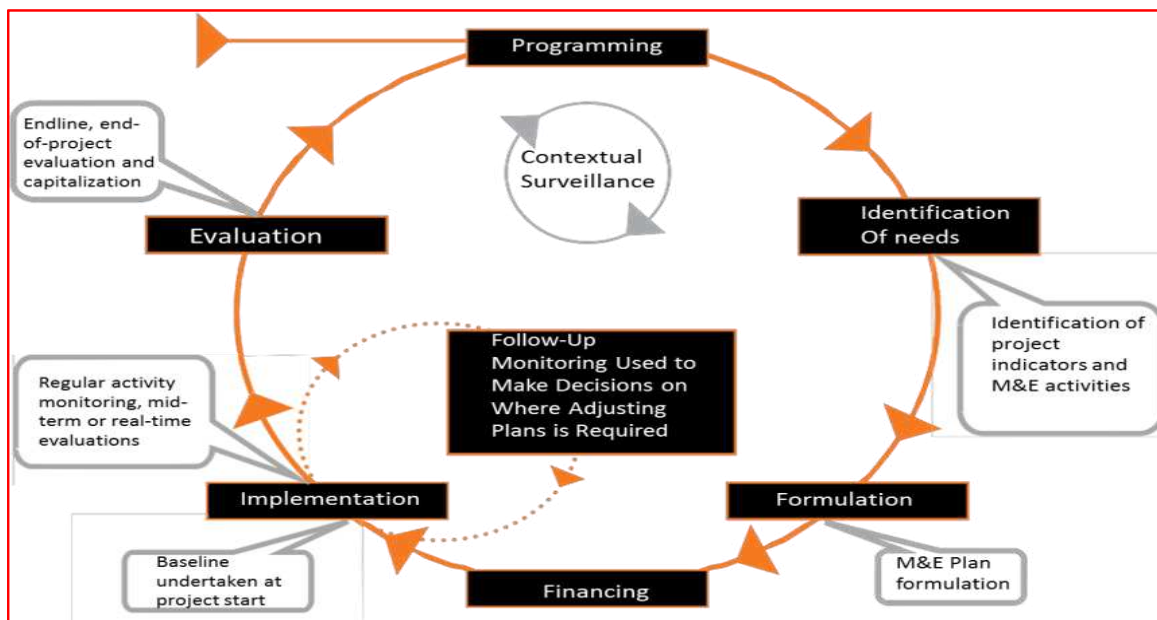 Programming
Endline, end-
of-project
evaluation and
capitalization
Contextual
Surveillance
Identification
Of needs
Evaluation
Identification of
project
indicators and
M&E activities
Follow-Up
Monitoring Used to
Make Decisions on
Where Adjusting
Plans is Required
Regular activity
monitoring, mid-
term or real-time
evaluations
Implementation
Formulation
Baseline
undertaken at
project start
Financing
M&E Plan
formulation